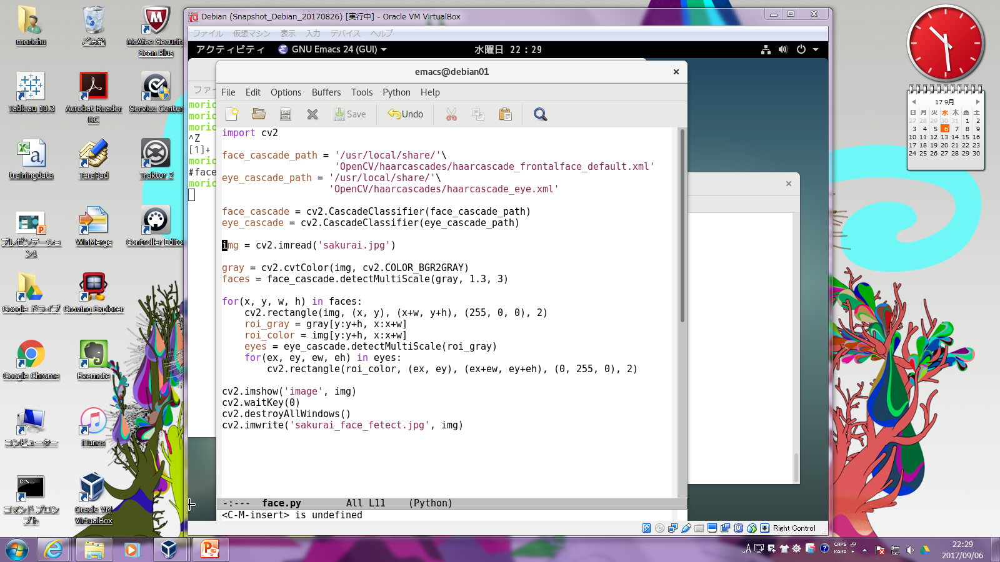 Debian (Snapshot_Debian_20170826) [実行中] - Oracle VM VirtualBox
ファイル 仮想マシン 表示 入力 デバイス ヘルプ
アクティビティ GNU Emacs 24 (GUI) 水曜日 22：29
emacs@debian01
File Edit Options Buffers Tools Python Help
Save Undo
import cv2
face_cascade_path = '/usr/local/share/'\
'OpenCV/haarcascades/haarcascade_frontalface_default.xml'
eye_cascade_path = '/usr/local/share/'\
'OpenCV/haarcascades/haarcascade_eye.xml'
face_cascade = cv2.CascadeClassifier(face_cascade_path)
eye_cascade = cv2.CascadeClassifier(eye_cascade_path)
img = cv2.imread('sakurai.jpg')
gray = cv2.cvtColor(img, cv2.COLOR_BGR2GRAY)
faces = face_cascade.detectMultiScale(gray, 1.3, 3)
for(x, y, w, h) in faces:
    cv2.rectangle(img, (x, y), (x+w, y+h), (255, 0, 0), 2)
    roi_gray = gray[y:y+h, x:x+w]
    roi_color = img[y:y+h, x:x+w]
    eyes = eye_cascade.detectMultiScale(roi_gray)
    for(ex, ey, ew, eh) in eyes:
        cv2.rectangle(roi_color, (ex, ey), (ex+ew, ey+eh), (0, 255, 0), 2)
cv2.imshow('image', img)
cv2.waitKey(0)
cv2.destroyAllWindows()
cv2.imwrite('sakurai_face_fetect.jpg', img)
-:--- face.py All L11 (Python)
<C-M-insert> is undefined
Right Control
ファイ
moric
moric
moric
^Z
[1]+
moric
#face
moric
morichu
ごみ箱
McAfee Security Scan Plus
Tableau 10.3
Acrobat Reader DC
Service Center
trainingdata
TeraPad
Traktor 2
プレゼンテーション1
WinMerge
Controller Edito
Google ドライブ
Craving Explorer
Google Chrome
Evernote
コンピューター
iTunes
コマンド プロンプト
Oracle VM VirtualBox
17 9月
日 月 火 水 木 金 土
27 28 29 30 31 1 2
3 4 5 6 7 8 9
10 11 12 13 14 15 16
17 18 19 20 21 22 23
24 25 26 27 28 29 30
A
CAPS
KANA
22:29
2017/09/06